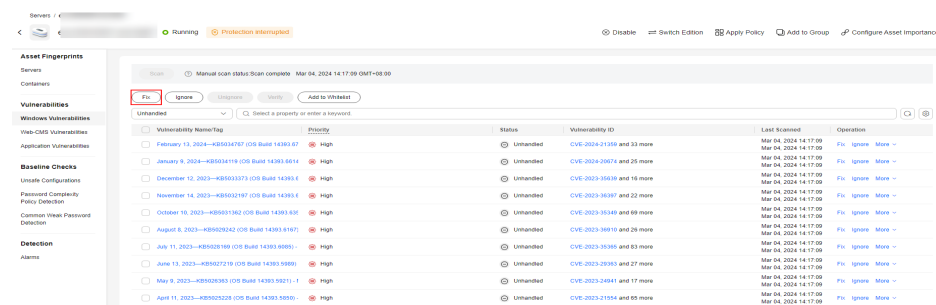 Servers /
Running
Protection interrupted
Disable
Switch Edition
Apply Policy
Add to Group
Configure Asset Importance
Asset Fingerprints
Servers
Containers
Vulnerabilities
Windows Vulnerabilities
Web-CMS Vulnerabilities
Application Vulnerabilities
Baseline Checks
Unsafe Configurations
Password Complexity
Policy Detection
Common Weak Password
Detection
Detection
Alarms
Scan
Manual scan status:Scan complete Mar 04, 2024 14:17:09 GMT+08:00
Fix Ignore Unignore Verify Add to Whitelist
Unhandled Select a property or enter a keyword.
Vulnerability Name/Tag Priority Status Vulnerability ID Last Scanned Operation
February 13, 2024—KB5034767 (OS Build 14393.67 High Unhandled CVE-2024-21359 and 33 more Mar 04, 2024 14:17:09 Fix Ignore More
Mar 04, 2024 14:17:09
January 9, 2024—KB5034119 (OS Build 14393.6614 High Unhandled CVE-2024-20674 and 25 more Mar 04, 2024 14:17:09 Fix Ignore More
Mar 04, 2024 14:17:09
December 12, 2023—KB5033373 (OS Build 14393.6 High Unhandled CVE-2023-35639 and 16 more Mar 04, 2024 14:17:09 Fix Ignore More
Mar 04, 2024 14:17:09
November 14, 2023—KB5032197 (OS Build 14393.6 High Unhandled CVE-2023-36397 and 22 more Mar 04, 2024 14:17:09 Fix Ignore More
Mar 04, 2024 14:17:09
October 10, 2023—KB5031362 (OS Build 14393.635 High Unhandled CVE-2023-35349 and 69 more Mar 04, 2024 14:17:09 Fix Ignore More
Mar 04, 2024 14:17:09
August 8, 2023—KB5029242 (OS Build 14393.6167) High Unhandled CVE-2023-36910 and 26 more Mar 04, 2024 14:17:09 Fix Ignore More
Mar 04, 2024 14:17:09
July 11, 2023—KB5028169 (OS Build 14393.6085) - High Unhandled CVE-2023-35365 and 83 more Mar 04, 2024 14:17:09 Fix Ignore More
Mar 04, 2024 14:17:09
June 13, 2023—KB5027219 (OS Build 14393.5989) High Unhandled CVE-2023-29363 and 27 more Mar 04, 2024 14:17:09 Fix Ignore More
Mar 04, 2024 14:17:09
May 9, 2023—KB5026363 (OS Build 14393.5921) - I High Unhandled CVE-2023-24941 and 17 more Mar 04, 2024 14:17:09 Fix Ignore More
Mar 04, 2024 14:17:09
April 11, 2023—KB5025228 (OS Build 14393.5850) - High Unhandled CVE-2023-21554 and 65 more Mar 04, 2024 14:17:09 Fix Ignore More
Mar 04, 2024 14:17:09